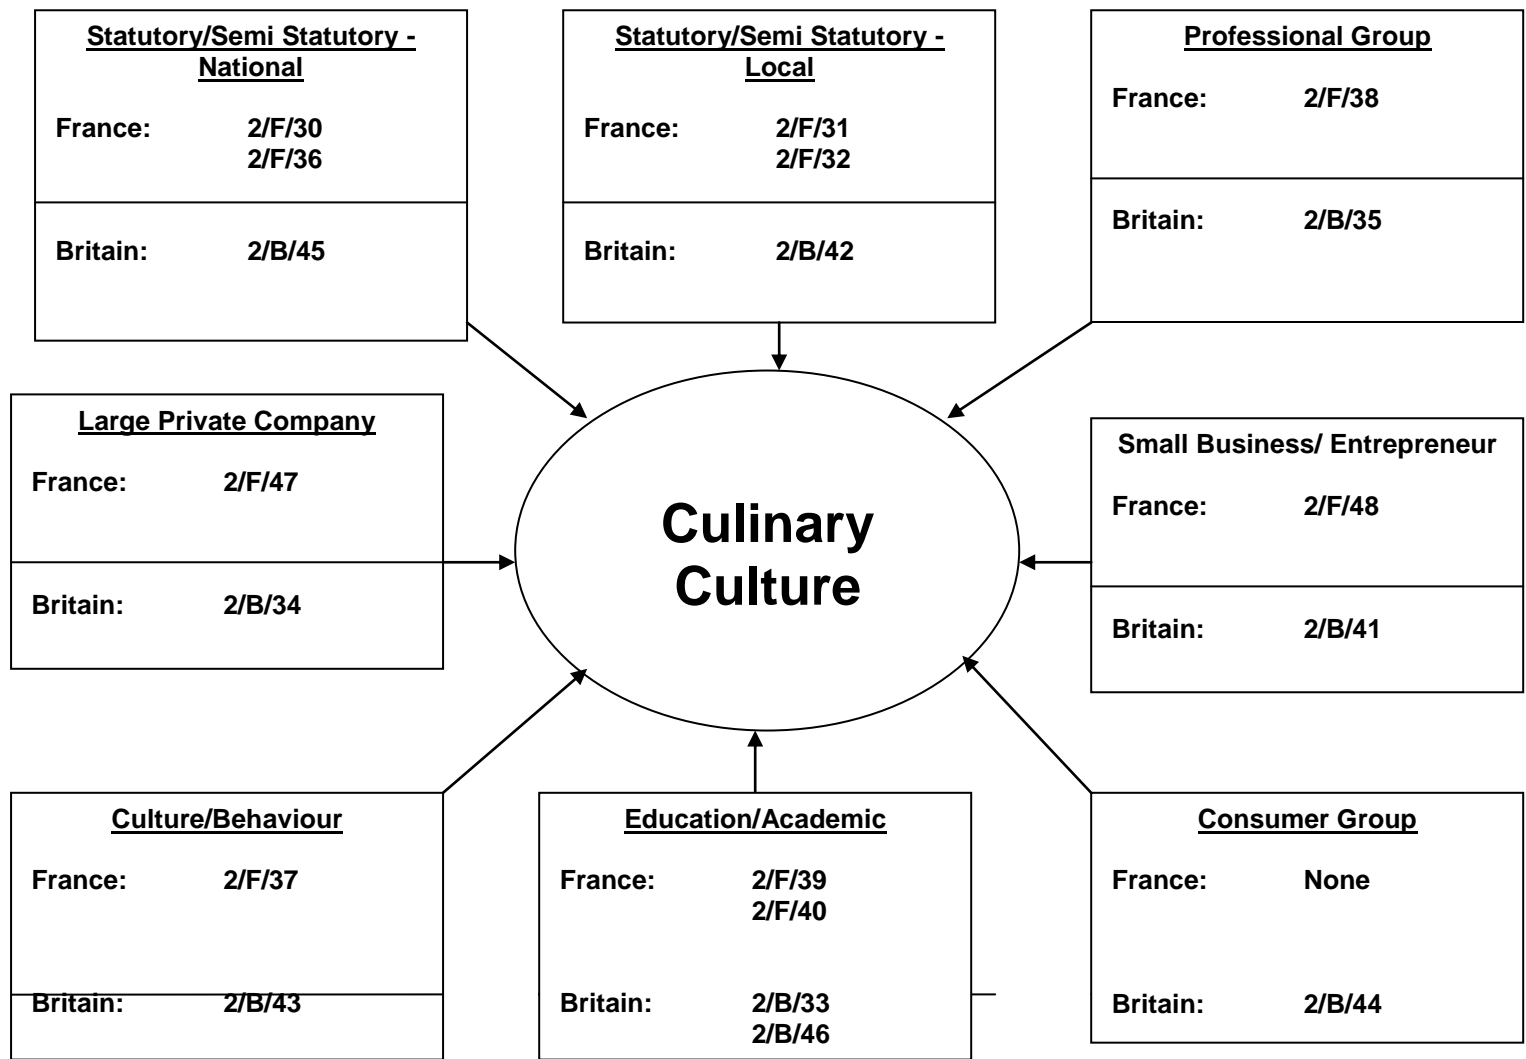 Statutory/Semi Statutory -
National
France: 2/F/30
2/F/36
Britain: 2/B/45
Statutory/Semi Statutory -
Local
France: 2/F/31
2/F/32
Britain: 2/B/42
Professional Group
France: 2/F/38
Britain: 2/B/35
Large Private Company
France: 2/F/47
Britain: 2/B/34
Culinary
Culture
Small Business/ Entrepreneur
France: 2/F/48
Britain: 2/B/41
Culture/Behaviour
France: 2/F/37
Britain: 2/B/43
Education/Academic
France: 2/F/39
2/F/40
Britain: 2/B/33
2/B/46
Consumer Group
France: None
Britain: 2/B/44